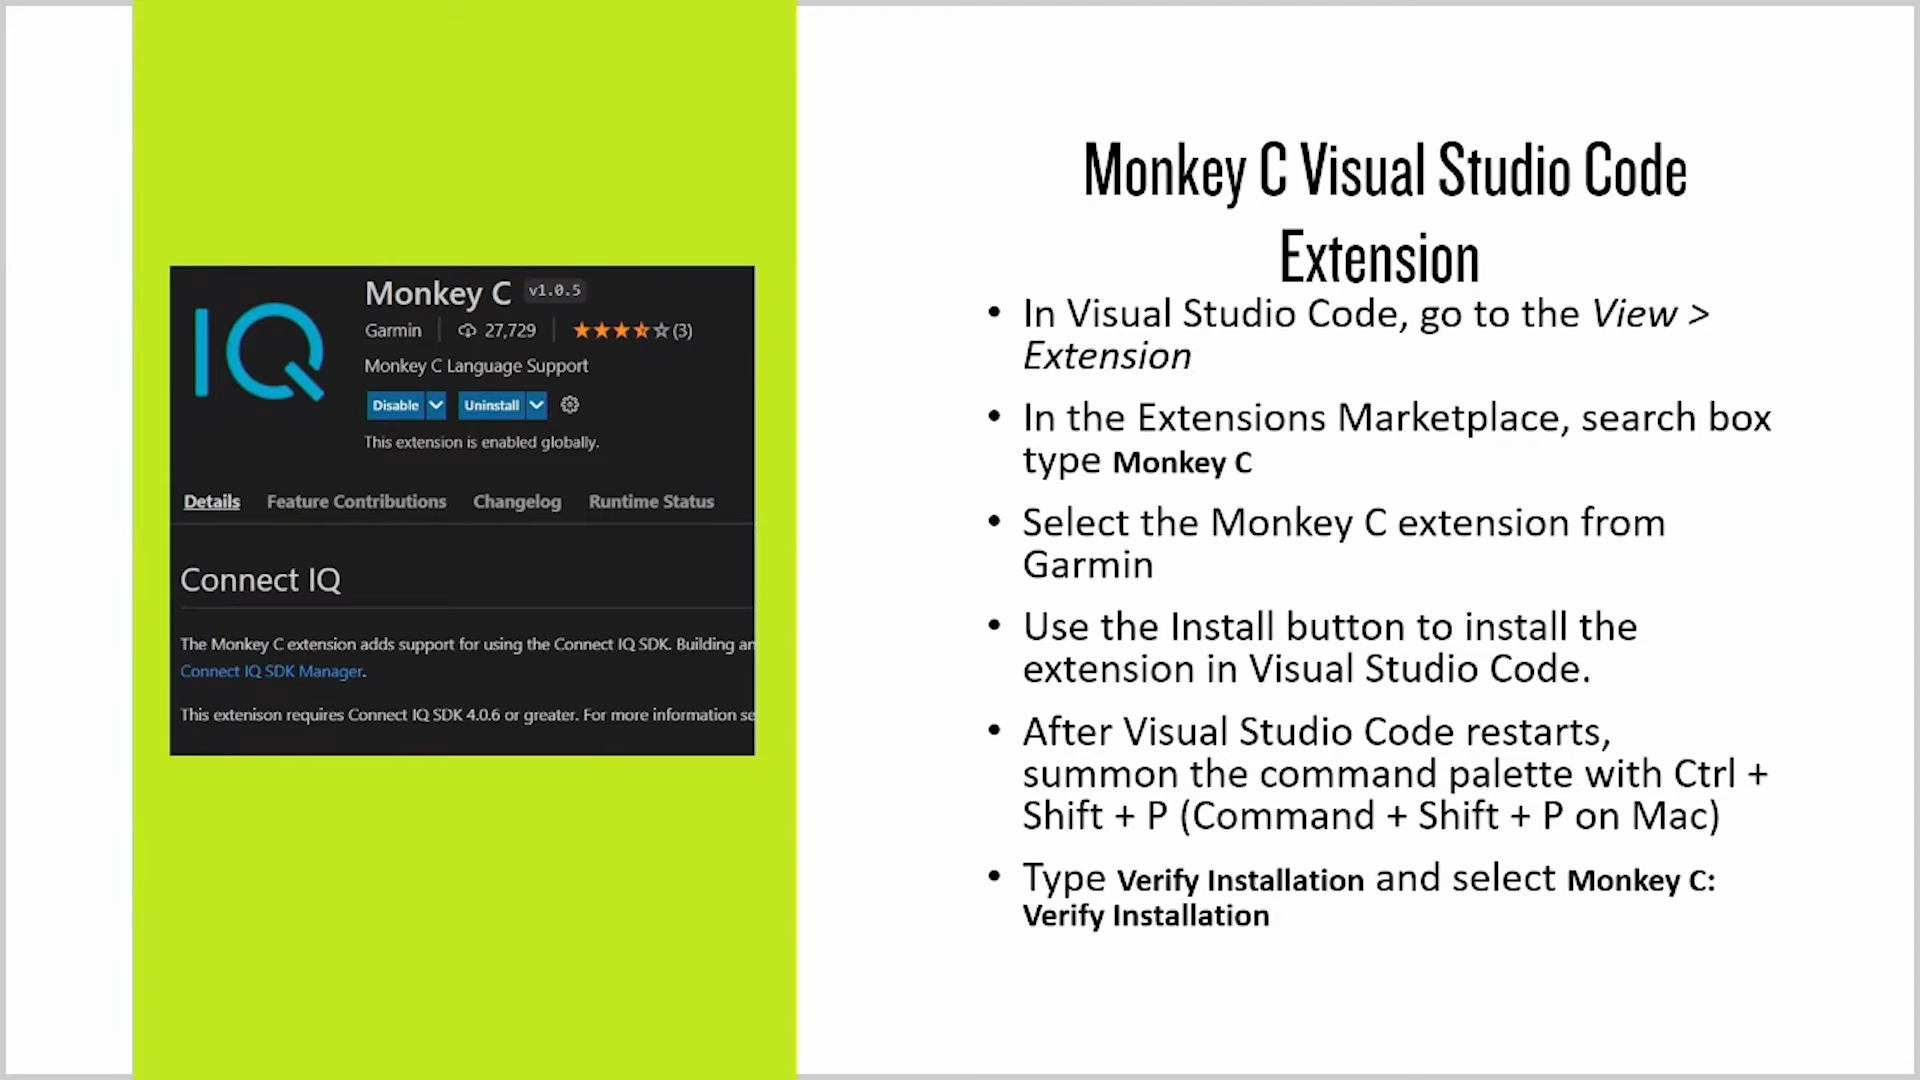 IQ
Monkey C v1.0.5
Garmin 27,729 (3)
Monkey C Language Support
Disable Uninstall
This extension is enabled globally.
Details Feature Contributions Changelog Runtime Status
Connect IQ
The Monkey C extension adds support for using the Connect IQ SDK. Building an
Connect IQ SDK Manager.
This extenison requires Connect IQ SDK 4.0.6 or greater. For more information se
Monkey C Visual Studio Code
Extension
• In Visual Studio Code, go to the View >
Extension
• In the Extensions Marketplace, search box
type Monkey C
• Select the Monkey C extension from
Garmin
• Use the Install button to install the
extension in Visual Studio Code.
• After Visual Studio Code restarts,
summon the command palette with Ctrl +
Shift + P (Command + Shift + P on Mac)
• Type Verify Installation and select Monkey C:
Verify Installation